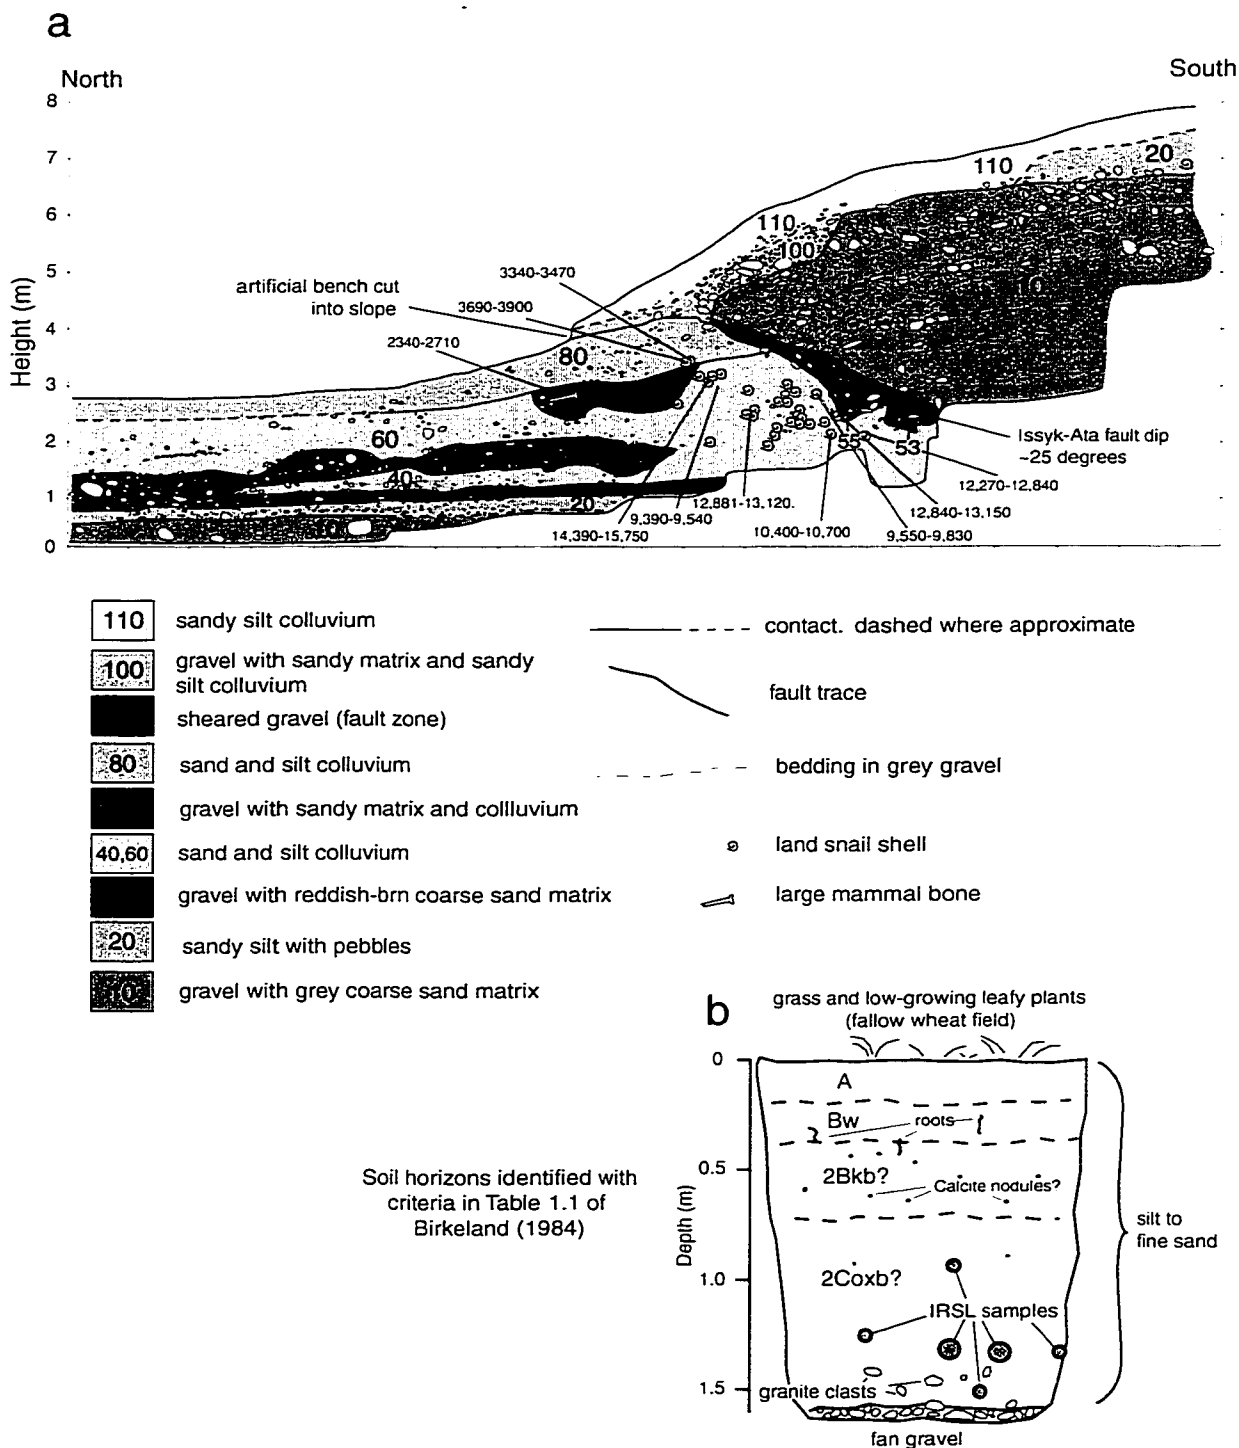 a
North
South
8
7
6
5
4
3
2
1
0
Height (m)
110
20
110
100
10
3340-3470
artificial bench cut
into slope
3690-3900
2340-2710
80
60
40
20
10
55
53
Issyk-Ata fault dip
~25 degrees
12,270-12,840
12,881-13,120.
12,840-13,150
9,390-9,540
10,400-10,700
9,550-9,830
14,390-15,750
110 sandy silt colluvium
100 gravel with sandy matrix and sandy
silt colluvium
sheared gravel (fault zone)
80 sand and silt colluvium
gravel with sandy matrix and collluvium
40,60 sand and silt colluvium
gravel with reddish-brn coarse sand matrix
20 sandy silt with pebbles
10 gravel with grey coarse sand matrix
contact. dashed where approximate
fault trace
bedding in grey gravel
land snail shell
large mammal bone
b
grass and low-growing leafy plants
(fallow wheat field)
0
A
Bw
roots
0.5
2Bkb?
Calcite nodules?
Depth (m)
1.0
2Coxb?
IRSL samples
1.5
granite clasts
fan gravel
silt to
fine sand
Soil horizons identified with
criteria in Table 1.1 of
Birkeland (1984)